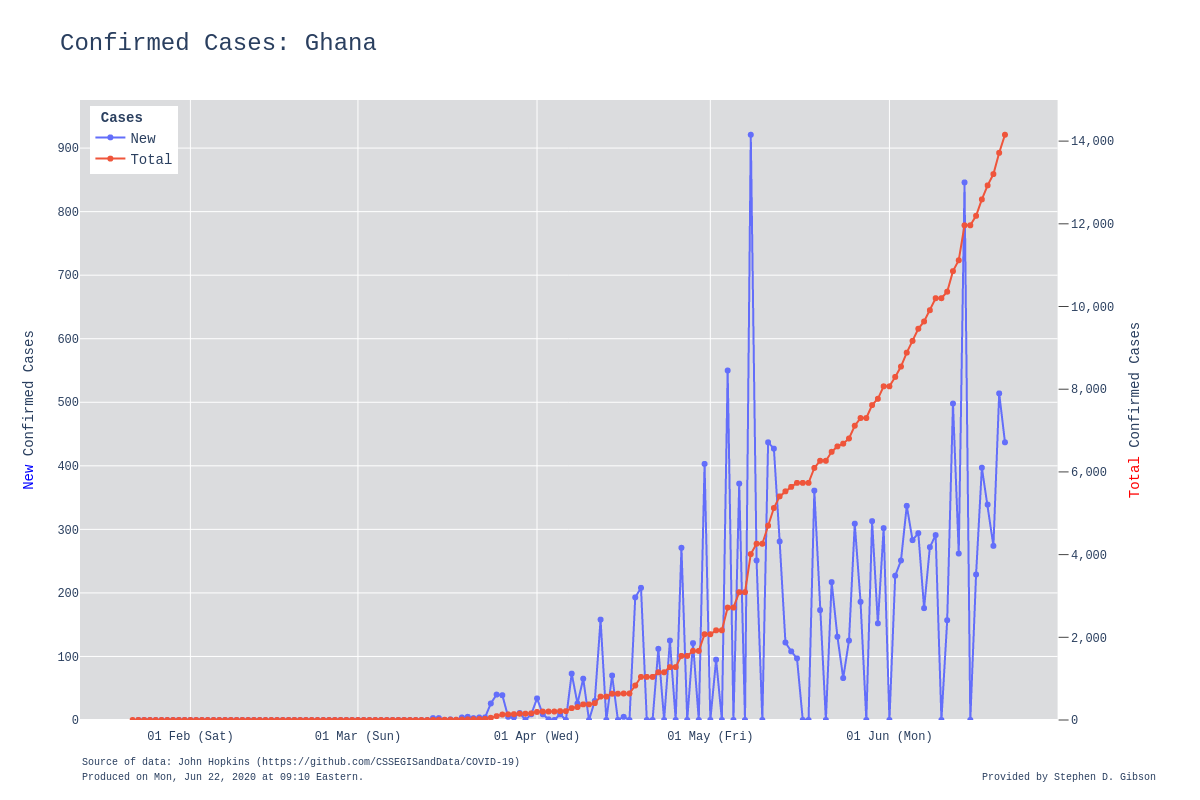 Confirmed Cases: Ghana
Cases
New
Total
900
800
700
600
500
400
300
200
100
0
New Confirmed Cases
14,000
12,000
10,000
8,000
6,000
4,000
2,000
0
Total Confirmed Cases
01 Feb (Sat)
01 Mar (Sun)
01 Apr (Wed)
01 May (Fri)
01 Jun (Mon)
Source of data: John Hopkins (https://github.com/CSSEGISandData/COVID-19)
Produced on Mon, Jun 22, 2020 at 09:10 Eastern.
Provided by Stephen D. Gibson